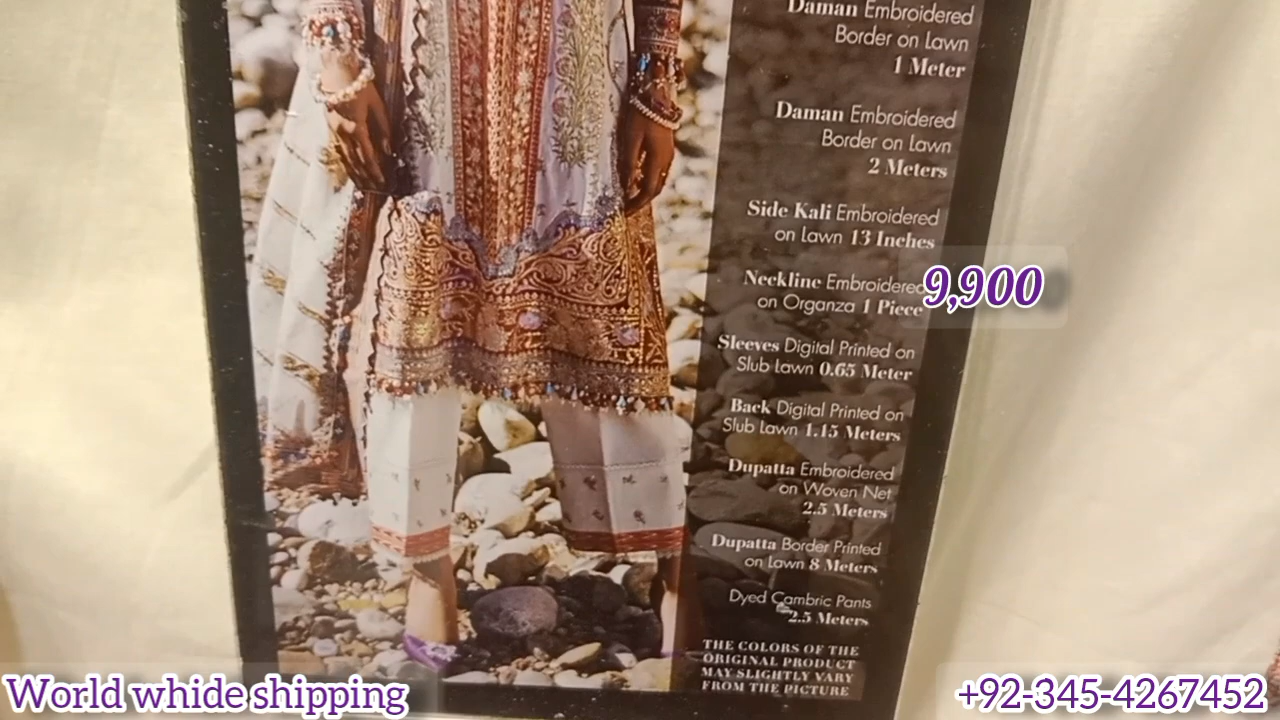 Daman Embroidered
Border on Lawn
1 Meter
Daman Embroidered
Border on Lawn
2 Meters
Side Kali Embroidered
on Lawn 13 Inches
Neckline Embroidered
on Organza 1 Piece
9,900
Sleeves Digital Printed on
Slub Lawn 0.65 Meter
Back Digital Printed on
Slub Lawn 1.15 Meters
Dupatta Embroidered
on Woven Net
2.5 Meters
Dupatta Border Printed
on Lawn 8 Meters
Dyed Cambric Pants
2.5 Meters
THE COLORS OF THE
ORIGINAL PRODUCT
MAY SLIGHTLY VARY
FROM THE PICTURE
World whide shipping
+92-345-4267452